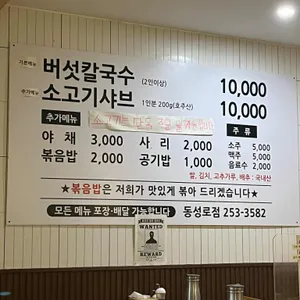 기본메뉴 버섯칼국수 (2인이상) 10,000
추가메뉴 소고기샤브 1인분 200g(호주산) 10,000
추가메뉴
주 류
야 채 3,000 사 리 2,000 소주 5,000
맥주 5,000
볶음밥 2,000 공기밥 1,000 음료수 2,000
쌀, 김치, 고추가루, 배추 : 국내산
★볶음밥은 저희가 맛있게 볶아 드리겠습니다★
모든 메뉴 포장·배달 가능합니다 동성로점 253-3582
WANTED
REWARD